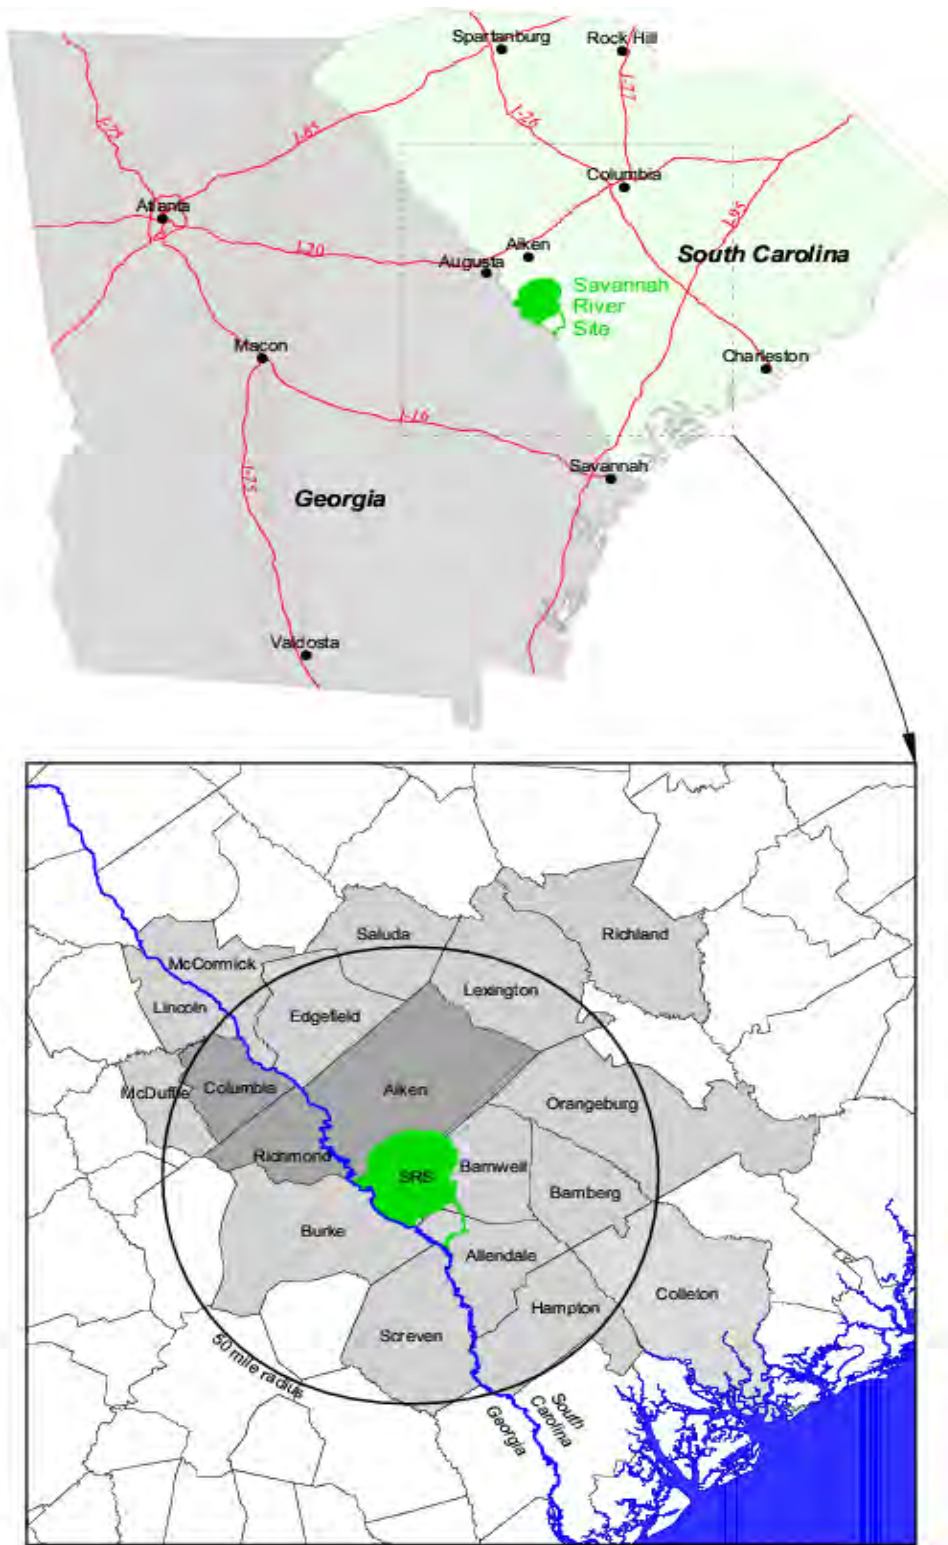 Spartanburg
Rock Hill
I-77
I-26
I-75
I-85
Columbia
Atlanta
I-95
I-20
Aiken
Augusta
South Carolina
Savannah
River
Site
Macon
Charleston
I-16
Savannah
I-75
Georgia
Valdosta
Saluda
Richland
McCormick
Lexington
Lincoln
Edgefield
McDuffie
Columbia
Aiken
Orangeburg
Richmond
SRS
Barnwell
Bamberg
Burke
Allendale
Hampton
Colleton
Screven
50 mile radius
South
Carolina
Georgia